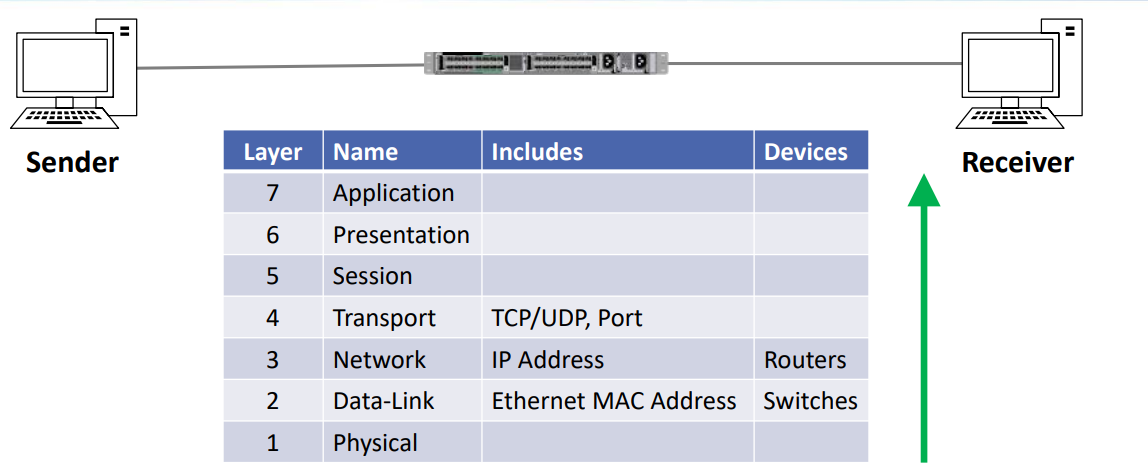 Sender
Receiver
Layer Name Includes Devices
7 Application
6 Presentation
5 Session
4 Transport TCP/UDP, Port
3 Network IP Address Routers
2 Data-Link Ethernet MAC Address Switches
1 Physical